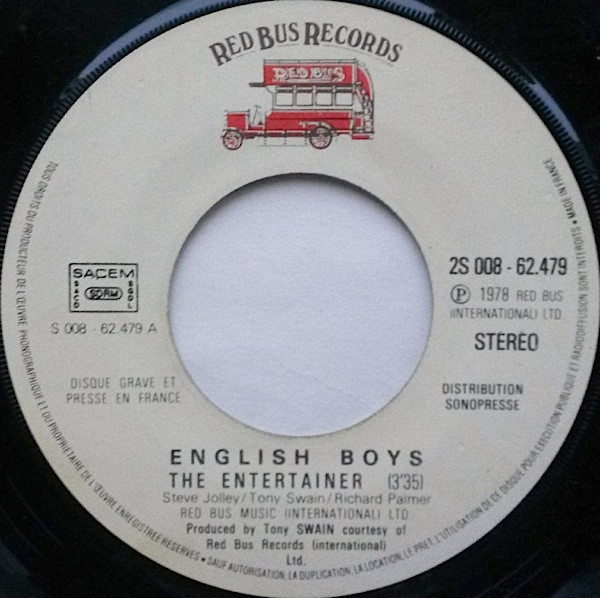 RED BUS RECORDS
RED BUS
SACEM
SACD
SDRM
SGDL
S 008 - 62.479 A
DISQUE GRAVE ET
PRESSE EN FRANCE
2S 008 - 62.479
Ⓟ 1978 RED BUS
(INTERNATIONAL) LTD.
STEREO
DISTRIBUTION
SONOPRESSE
ENGLISH BOYS
THE ENTERTAINER (3'35)
Steve Jolley/Tony Swain/Richard Palmer
RED BUS MUSIC (INTERNATIONAL) LTD.
Produced by Tony SWAIN courtesy of
Red Bus Records (international)
Ltd.
TOUS DROITS DU PRODUCTEUR DE L'ŒUVRE PHONOGRAPHIQUE ET DU PROPRIETAIRE DE L'ŒUVRE ENREGISTREE RESERVES • SAUF AUTORISATION, LA DUPLICATION, LA LOCATION, LE PRET, L'UTILISATION DE CE DISQUE POUR EXECUTION PUBLIQUE ET RADIODIFFUSION SONT INTERDITS • MADE IN FRANCE